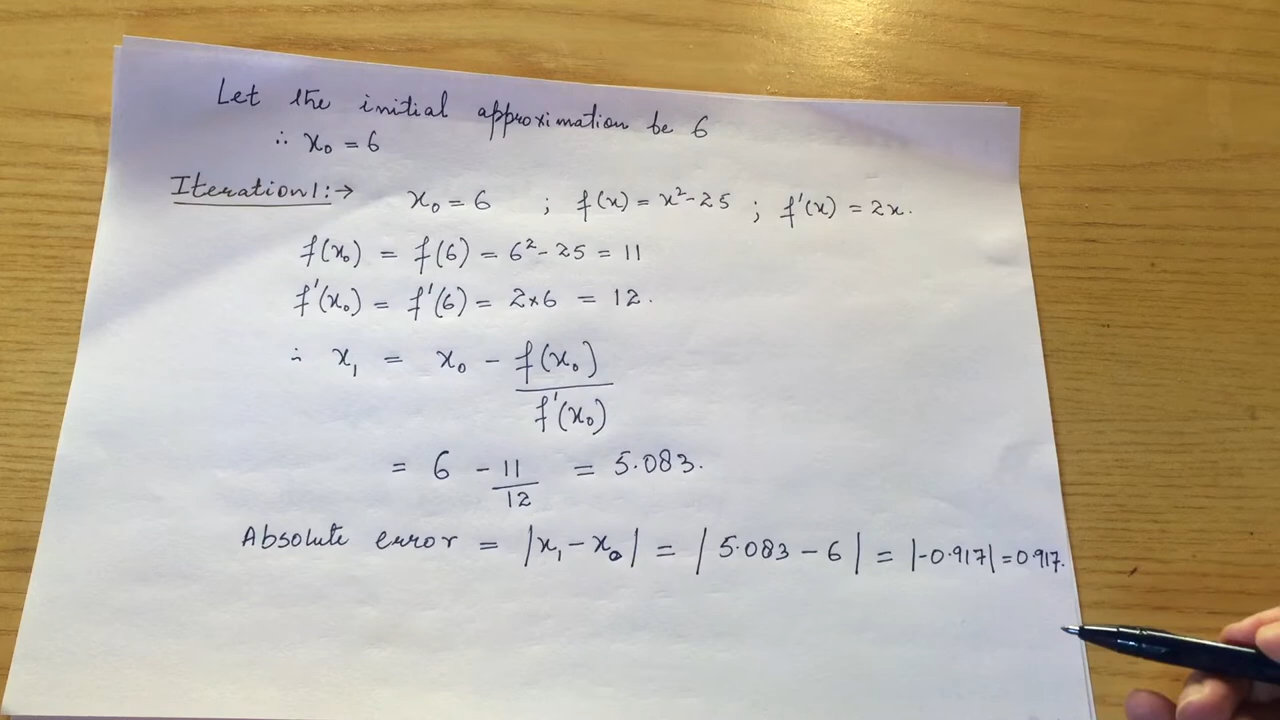 Let the initial approximation be 6
∴ x₀ = 6
Iteration 1:→ x₀ = 6 ; f(x) = x² - 25 ; f'(x) = 2x.
f(x₀) = f(6) = 6² - 25 = 11
f'(x₀) = f'(6) = 2×6 = 12.
∴ x₁ = x₀ - f(x₀)/f'(x₀)
= 6 - 11/12 = 5.083.
Absolute error = |x₁ - x₀| = |5.083 - 6| = |-0.917| = 0.917.